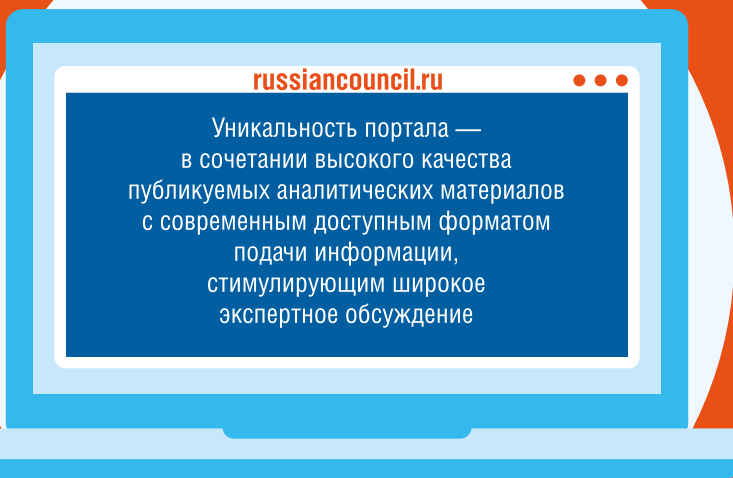 russiancouncil.ru
Уникальность портала —
в сочетании высокого качества
публикуемых аналитических материалов
с современным доступным форматом
подачи информации,
стимулирующим широкое
экспертное обсуждение